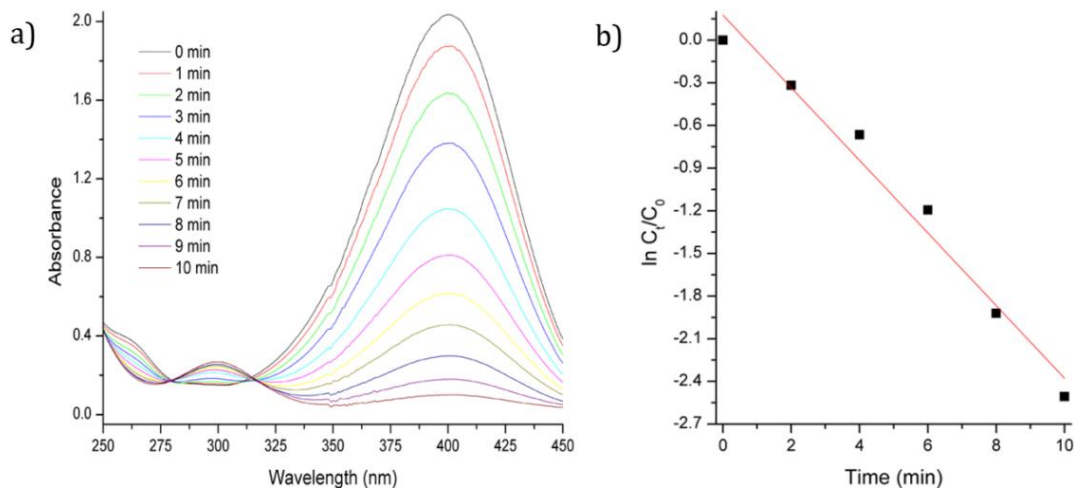 a)
2.0
1.6
1.2
0.8
0.4
0.0
Absorbance
0 min
1 min
2 min
3 min
4 min
5 min
6 min
7 min
8 min
9 min
10 min
250 275 300 325 350 375 400 425 450
Wavelength (nm)
b)
0.0
-0.3
-0.6
-0.9
-1.2
-1.5
-1.8
-2.1
-2.4
-2.7
ln Cₜ/C₀
0 2 4 6 8 10
Time (min)